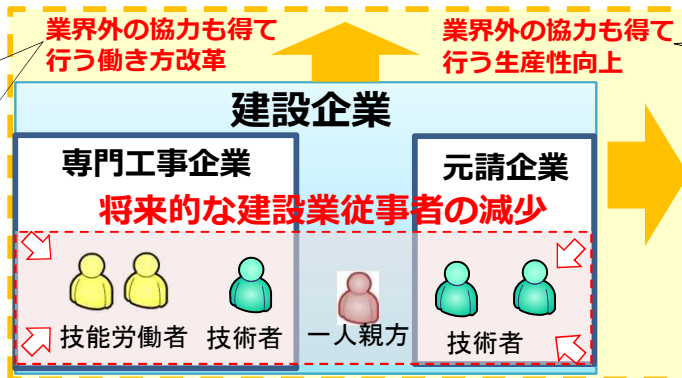 業界外の協力も得て
行う働き方改革
業界外の協力も得て
行う生産性向上
建設企業
専門工事企業
元請企業
将来的な建設業従事者の減少
技能労働者
技術者
一人親方
技術者